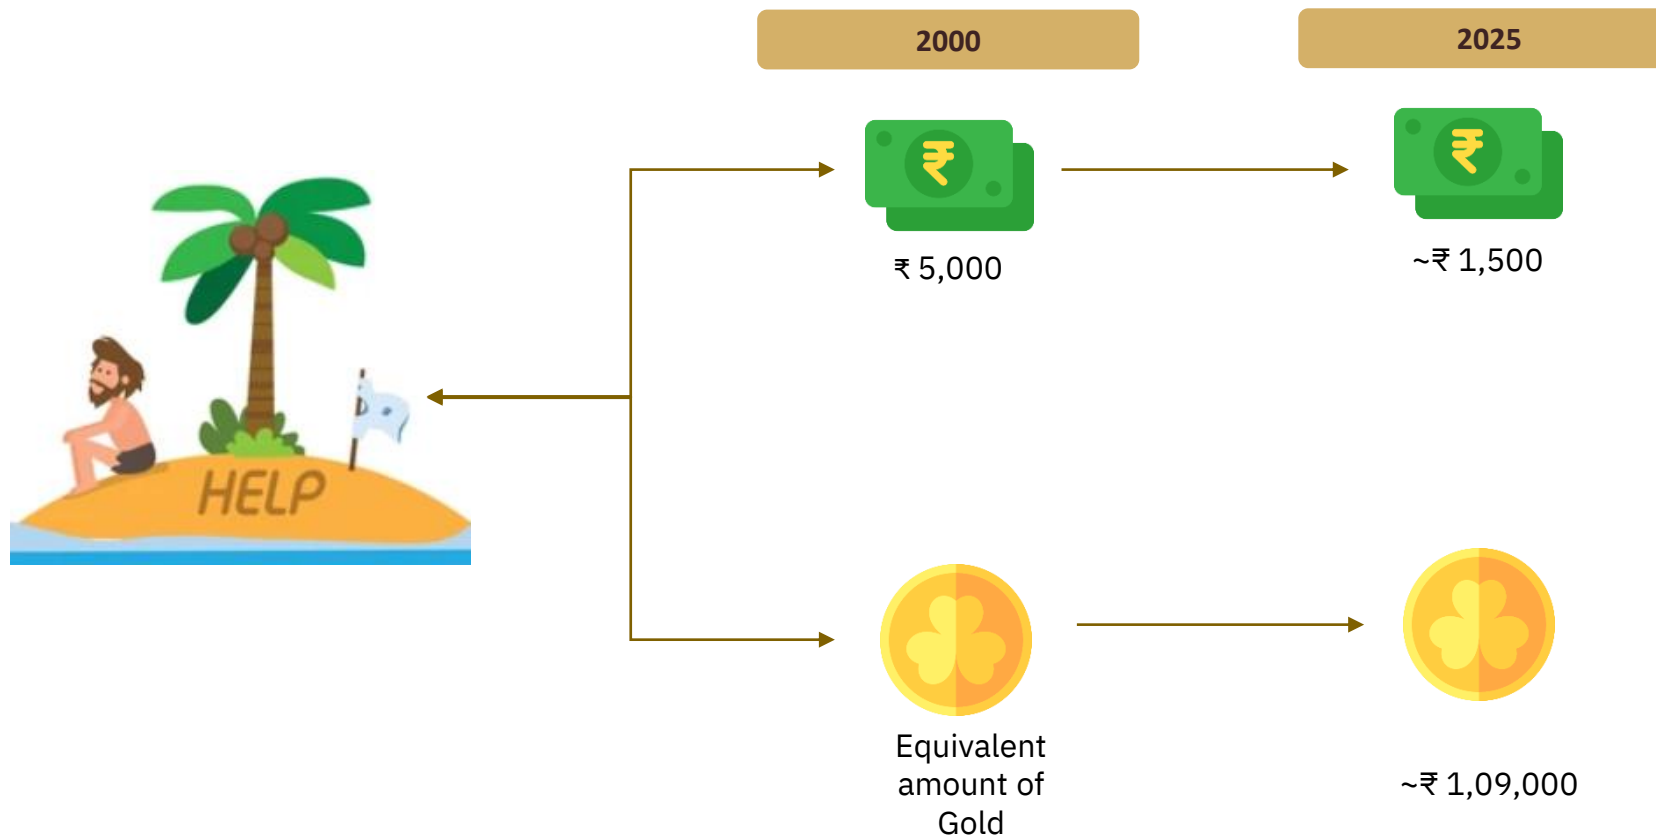 2000
2025
₹
₹
₹ 5,000
~₹ 1,500
HELP
Equivalent
amount of
Gold
~₹ 1,09,000